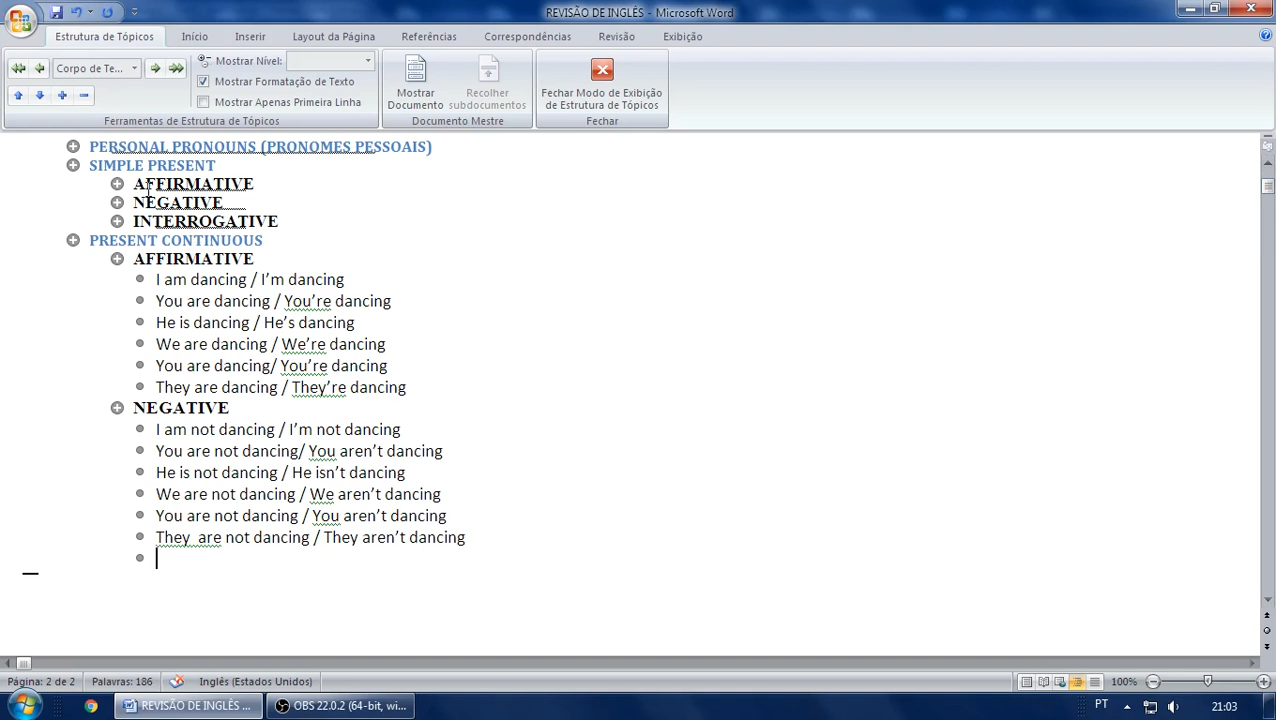 REVISÃO DE INGLÊS - Microsoft Word
Estrutura de Tópicos Início Inserir Layout da Página Referências Correspondências Revisão Exibição
Corpo de Te...
Mostrar Nível:
Mostrar Formatação de Texto
Mostrar Apenas Primeira Linha
Ferramentas de Estrutura de Tópicos
Mostrar
Documento
Recolher
subdocumentos
Documento Mestre
Fechar Modo de Exibição
de Estrutura de Tópicos
Fechar
PERSONAL PRONOUNS (PRONOMES PESSOAIS)
SIMPLE PRESENT
AFFIRMATIVE
NEGATIVE
INTERROGATIVE
PRESENT CONTINUOUS
AFFIRMATIVE
I am dancing / I’m dancing
You are dancing / You’re dancing
He is dancing / He’s dancing
We are dancing / We’re dancing
You are dancing/ You’re dancing
They are dancing / They’re dancing
NEGATIVE
I am not dancing / I’m not dancing
You are not dancing/ You aren’t dancing
He is not dancing / He isn’t dancing
We are not dancing / We aren’t dancing
You are not dancing / You aren’t dancing
They  are not dancing / They aren’t dancing
Página: 2 de 2 Palavras: 186 Inglês (Estados Unidos) 100%
REVISÃO DE INGLÊS ... OBS 22.0.2 (64-bit, wi... PT 21:03